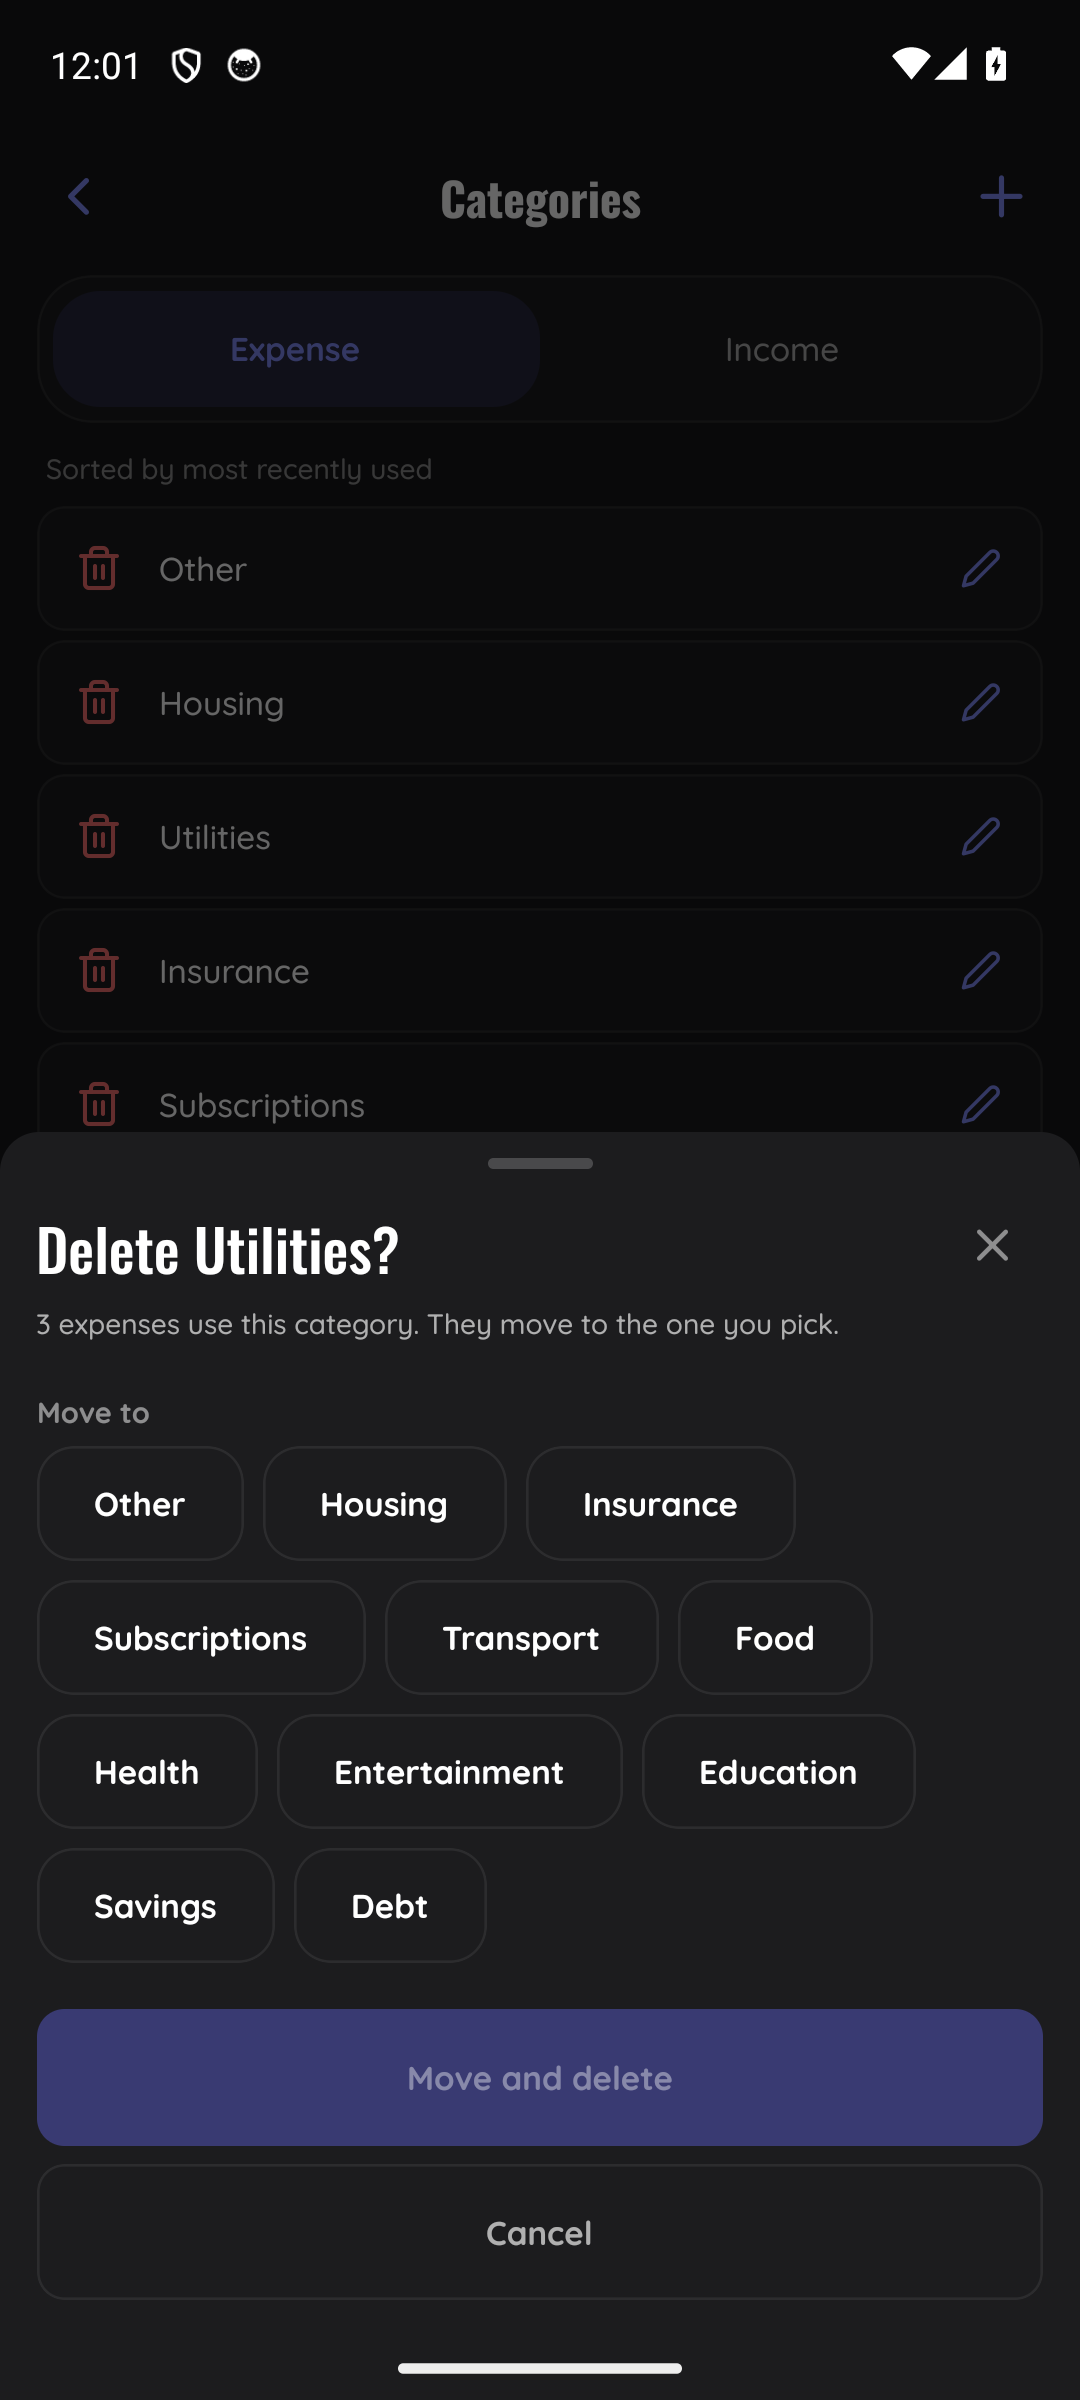 12:01
Categories
Expense Income
Sorted by most recently used
Other
Housing
Utilities
Insurance
Subscriptions
Delete Utilities?
3 expenses use this category. They move to the one you pick.
Move to
Other Housing Insurance
Subscriptions Transport Food
Health Entertainment Education
Savings Debt
Move and delete
Cancel